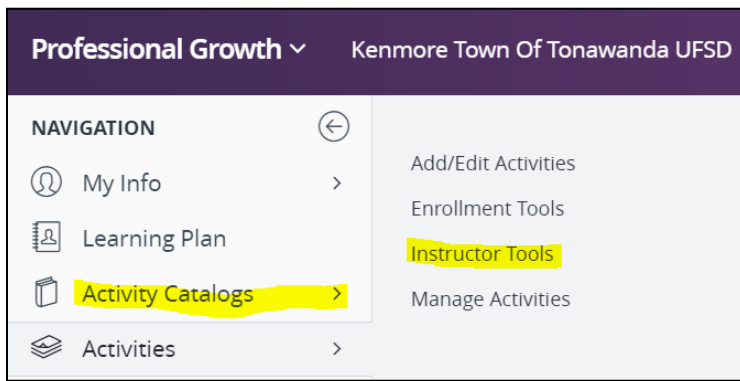 Professional Growth
Kenmore Town Of Tonawanda UFSD
NAVIGATION
My Info
Learning Plan
Activity Catalogs
Activities
Add/Edit Activities
Enrollment Tools
Instructor Tools
Manage Activities